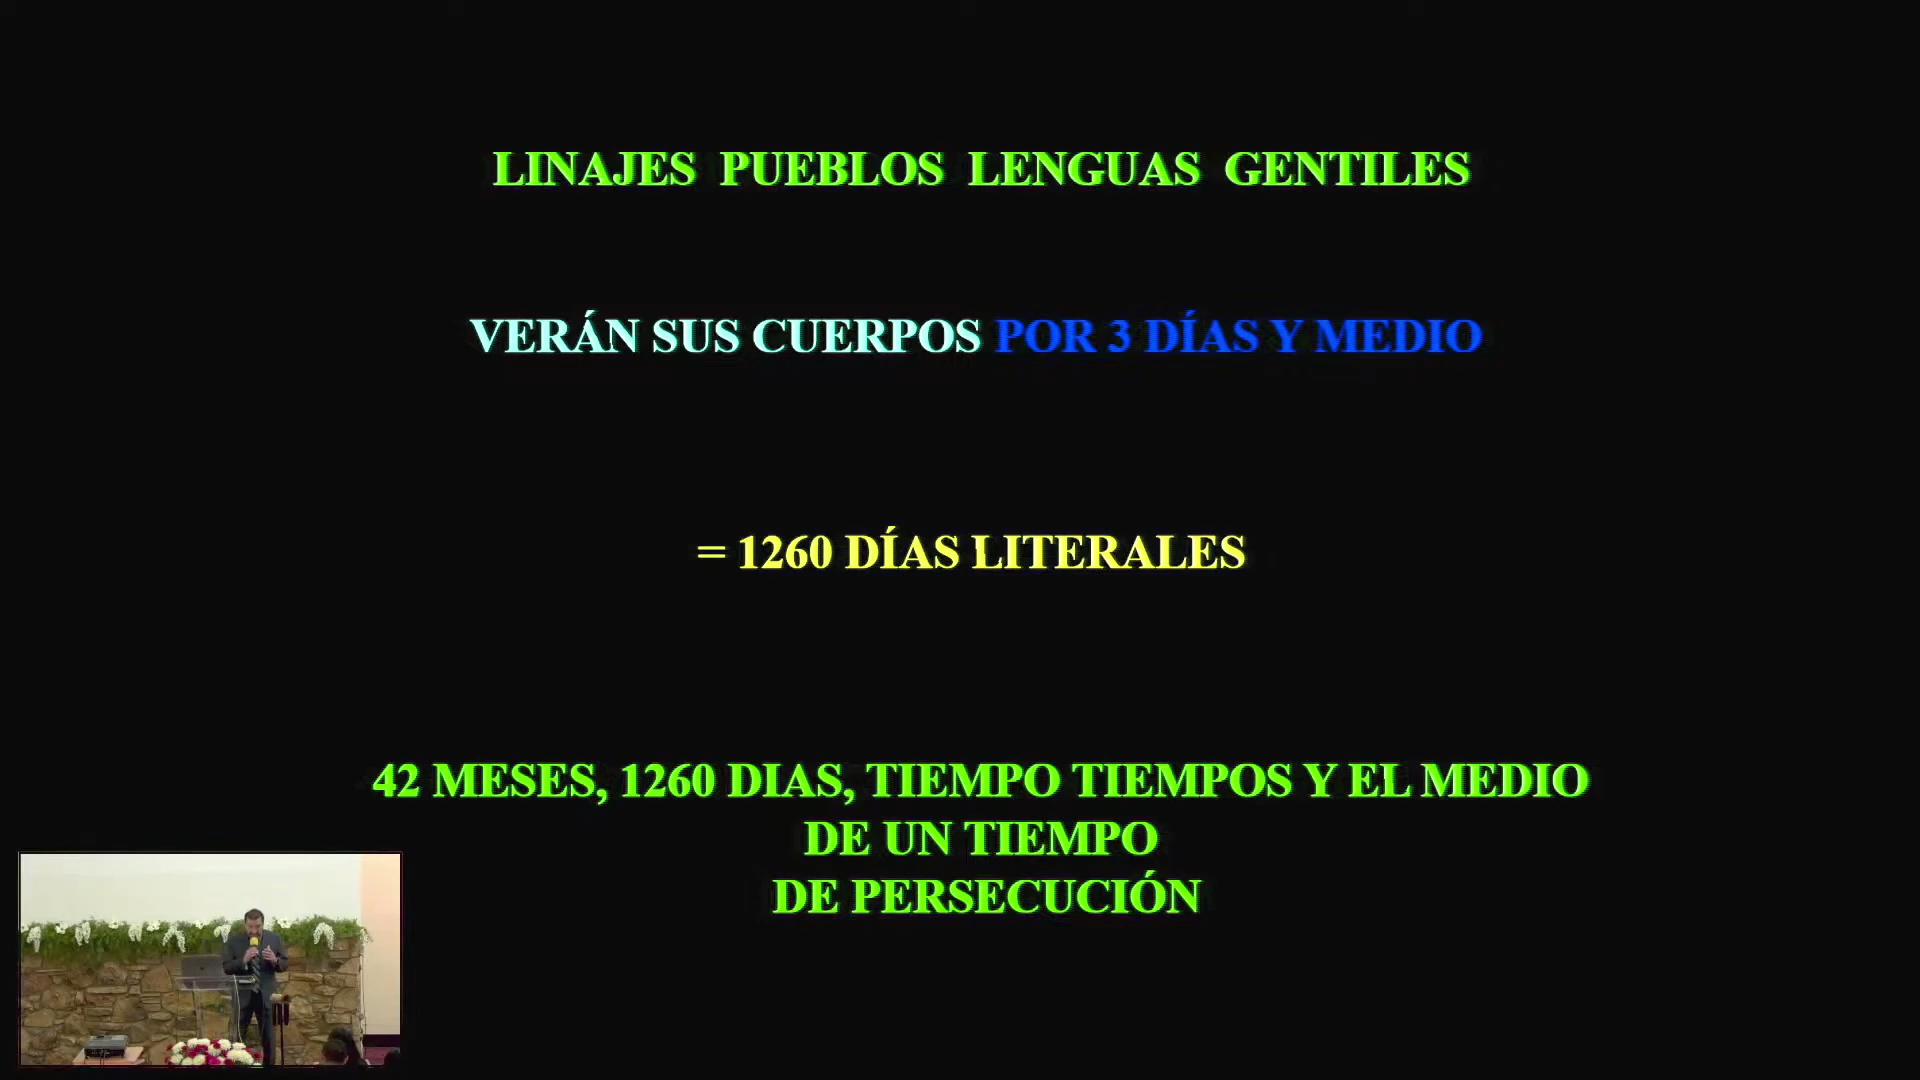 LINAJES PUEBLOS LENGUAS GENTILES
VERÁN SUS CUERPOS POR 3 DÍAS Y MEDIO
= 1260 DÍAS LITERALES
42 MESES, 1260 DIAS, TIEMPO TIEMPOS Y EL MEDIO
DE UN TIEMPO
DE PERSECUCIÓN